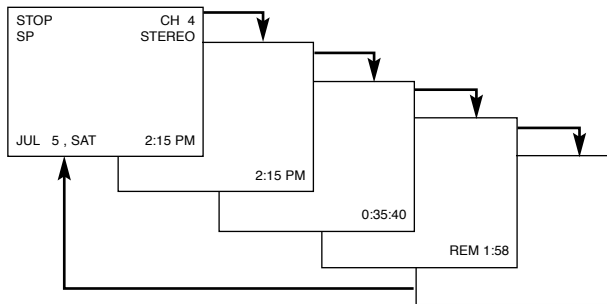 STOP CH 4
SP STEREO
JUL 5 , SAT 2:15 PM
2:15 PM
0:35:40
REM 1:58